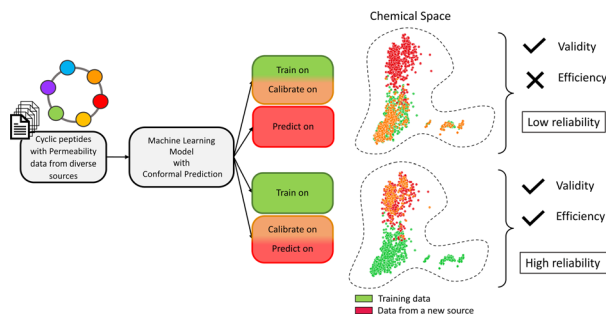 Chemical Space
Train on
Calibrate on
Predict on
Validity
Efficiency
Low reliability
Cyclic peptides
with Permeability
data from diverse
sources
Machine Learning
Model
with
Conformal Prediction
Train on
Calibrate on
Predict on
Validity
Efficiency
High reliability
Training data
Data from a new source